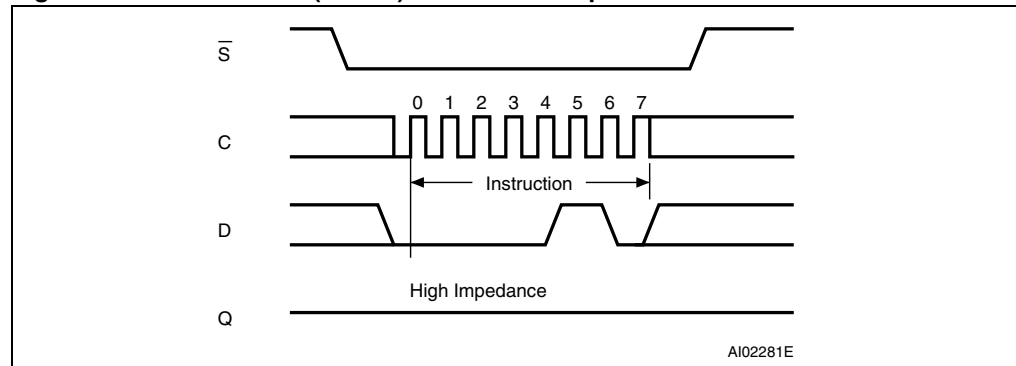 S̅
0 1 2 3 4 5 6 7
C
Instruction
D
High Impedance
Q
AI02281E